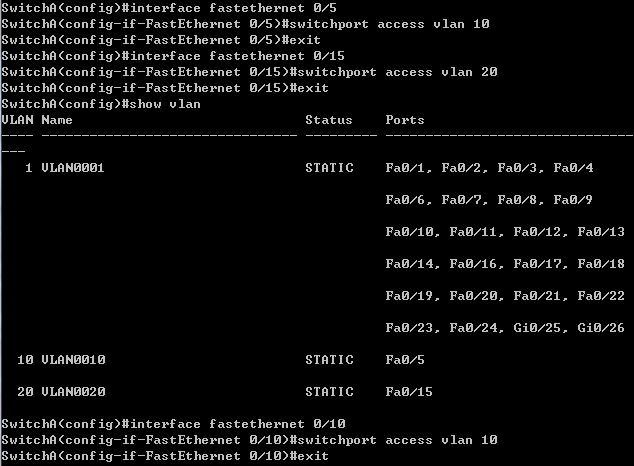 SwitchA(config)#interface fastethernet 0/5
SwitchA(config-if-FastEthernet 0/5)#switchport access vlan 10
SwitchA(config-if-FastEthernet 0/5)#exit
SwitchA(config)#interface fastethernet 0/15
SwitchA(config-if-FastEthernet 0/15)#switchport access vlan 20
SwitchA(config-if-FastEthernet 0/15)#exit
SwitchA(config)#show vlan
VLAN Name                             Status    Ports
---- -------------------------------- --------- -------------------------------
---
   1 VLAN0001                         STATIC    Fa0/1, Fa0/2, Fa0/3, Fa0/4
                                                Fa0/6, Fa0/7, Fa0/8, Fa0/9
                                                Fa0/10, Fa0/11, Fa0/12, Fa0/13
                                                Fa0/14, Fa0/16, Fa0/17, Fa0/18
                                                Fa0/19, Fa0/20, Fa0/21, Fa0/22
                                                Fa0/23, Fa0/24, Gi0/25, Gi0/26
  10 VLAN0010                         STATIC    Fa0/5
  20 VLAN0020                         STATIC    Fa0/15
SwitchA(config)#interface fastethernet 0/10
SwitchA(config-if-FastEthernet 0/10)#switchport access vlan 10
SwitchA(config-if-FastEthernet 0/10)#exit